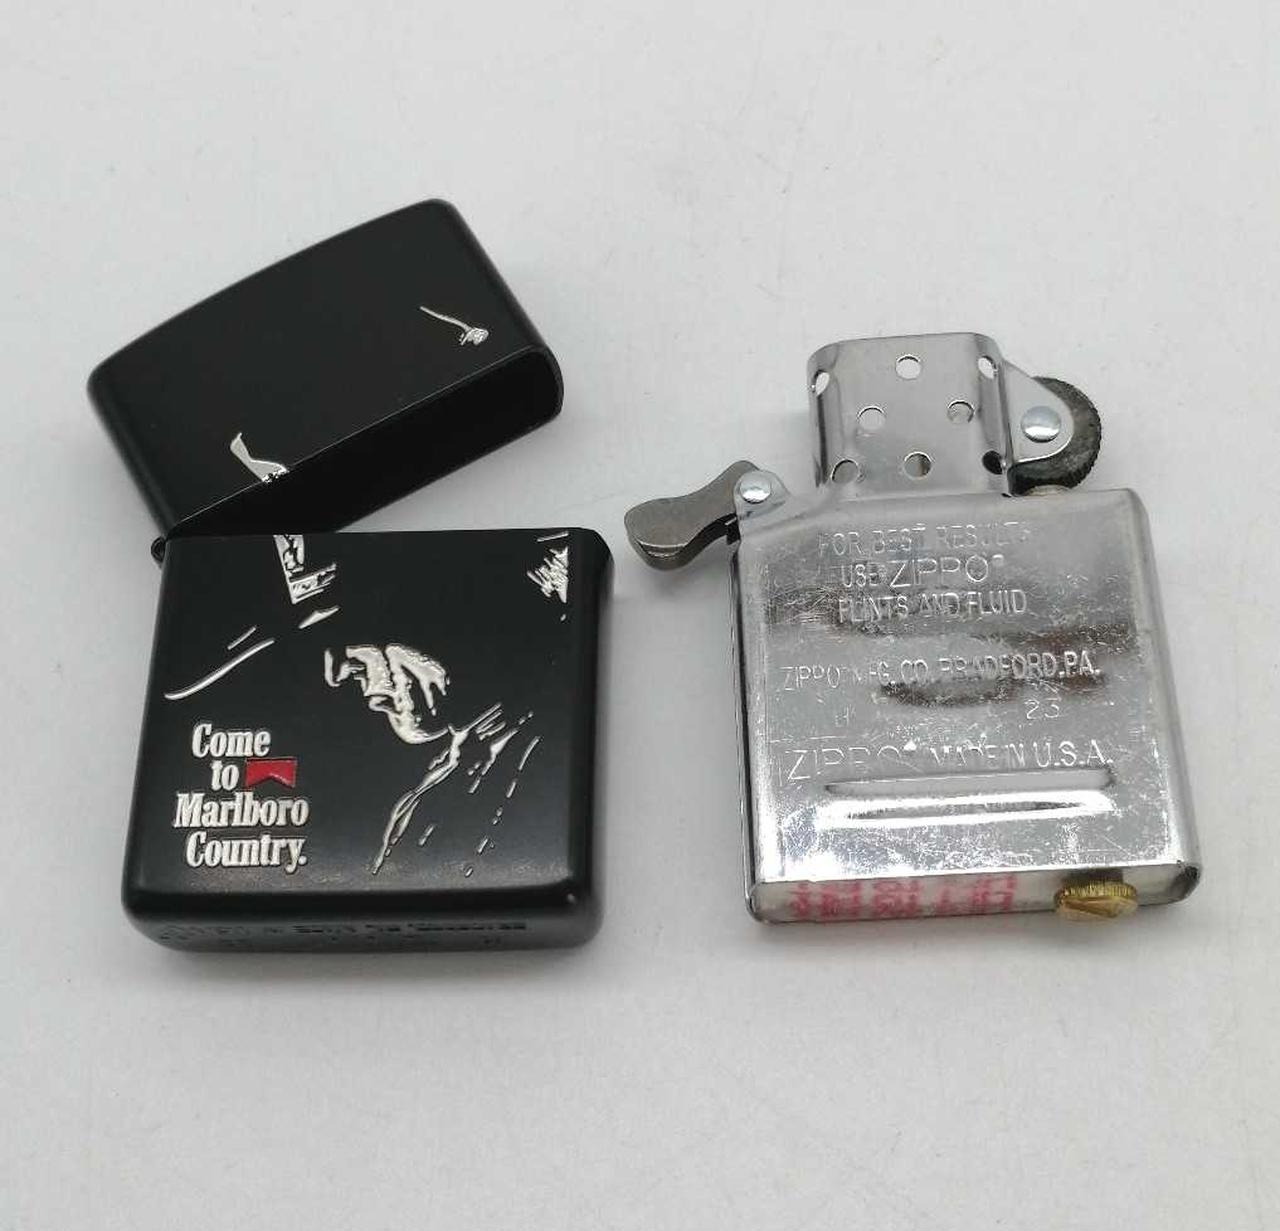 Come
to
Marlboro
Country.
FOR BEST RESULTS
USE ZIPPO®
FLINTS AND FLUID
ZIPPO MFG. CO. BRADFORD, PA.
H 23
ZIPPO® MADE IN U.S.A.